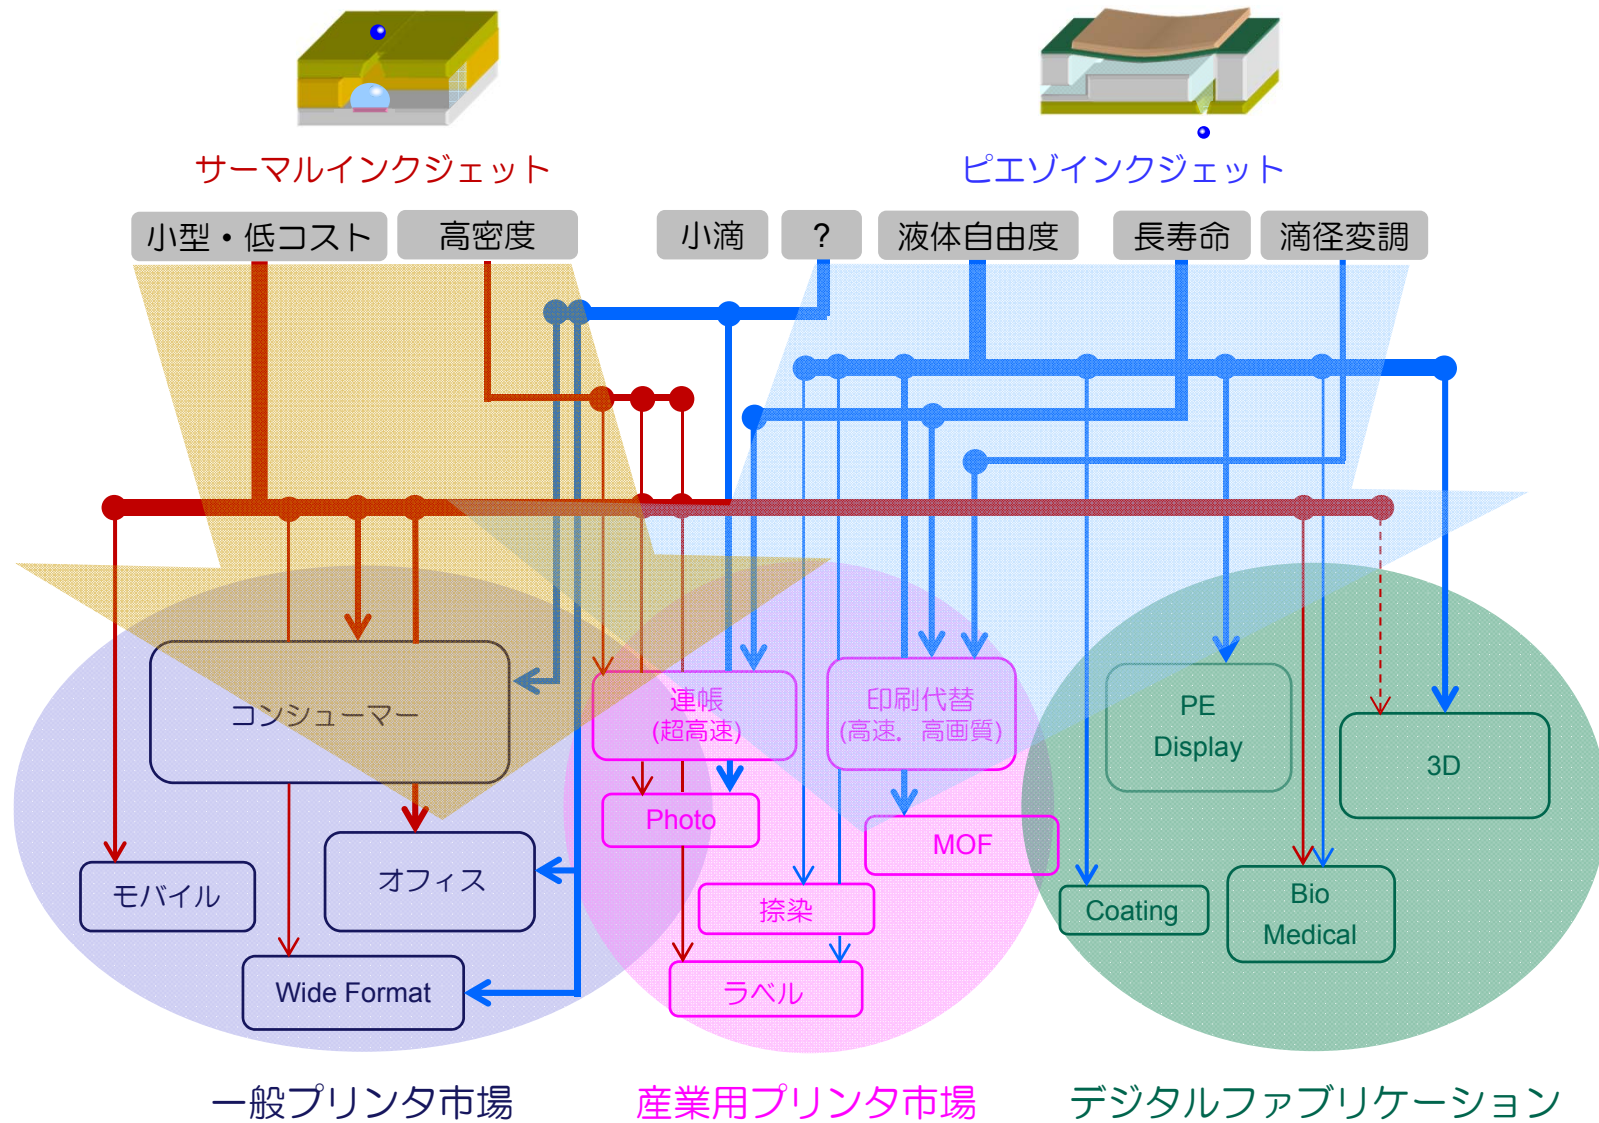 サーマルインクジェット
ピエゾインクジェット
小型・低コスト
高密度
小滴
?
液体自由度
長寿命
滴径変調
コンシューマー
連帳
(超高速)
印刷代替
(高速．高画質)
PE
Display
3D
Photo
MOF
モバイル
オフィス
捺染
Coating
Bio
Medical
Wide Format
ラベル
一般プリンタ市場
産業用プリンタ市場
デジタルファブリケーション